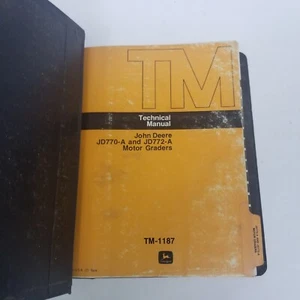 TM
Technical
Manual
John Deere
JD770-A and JD772-A
Motor Graders
TM-1187